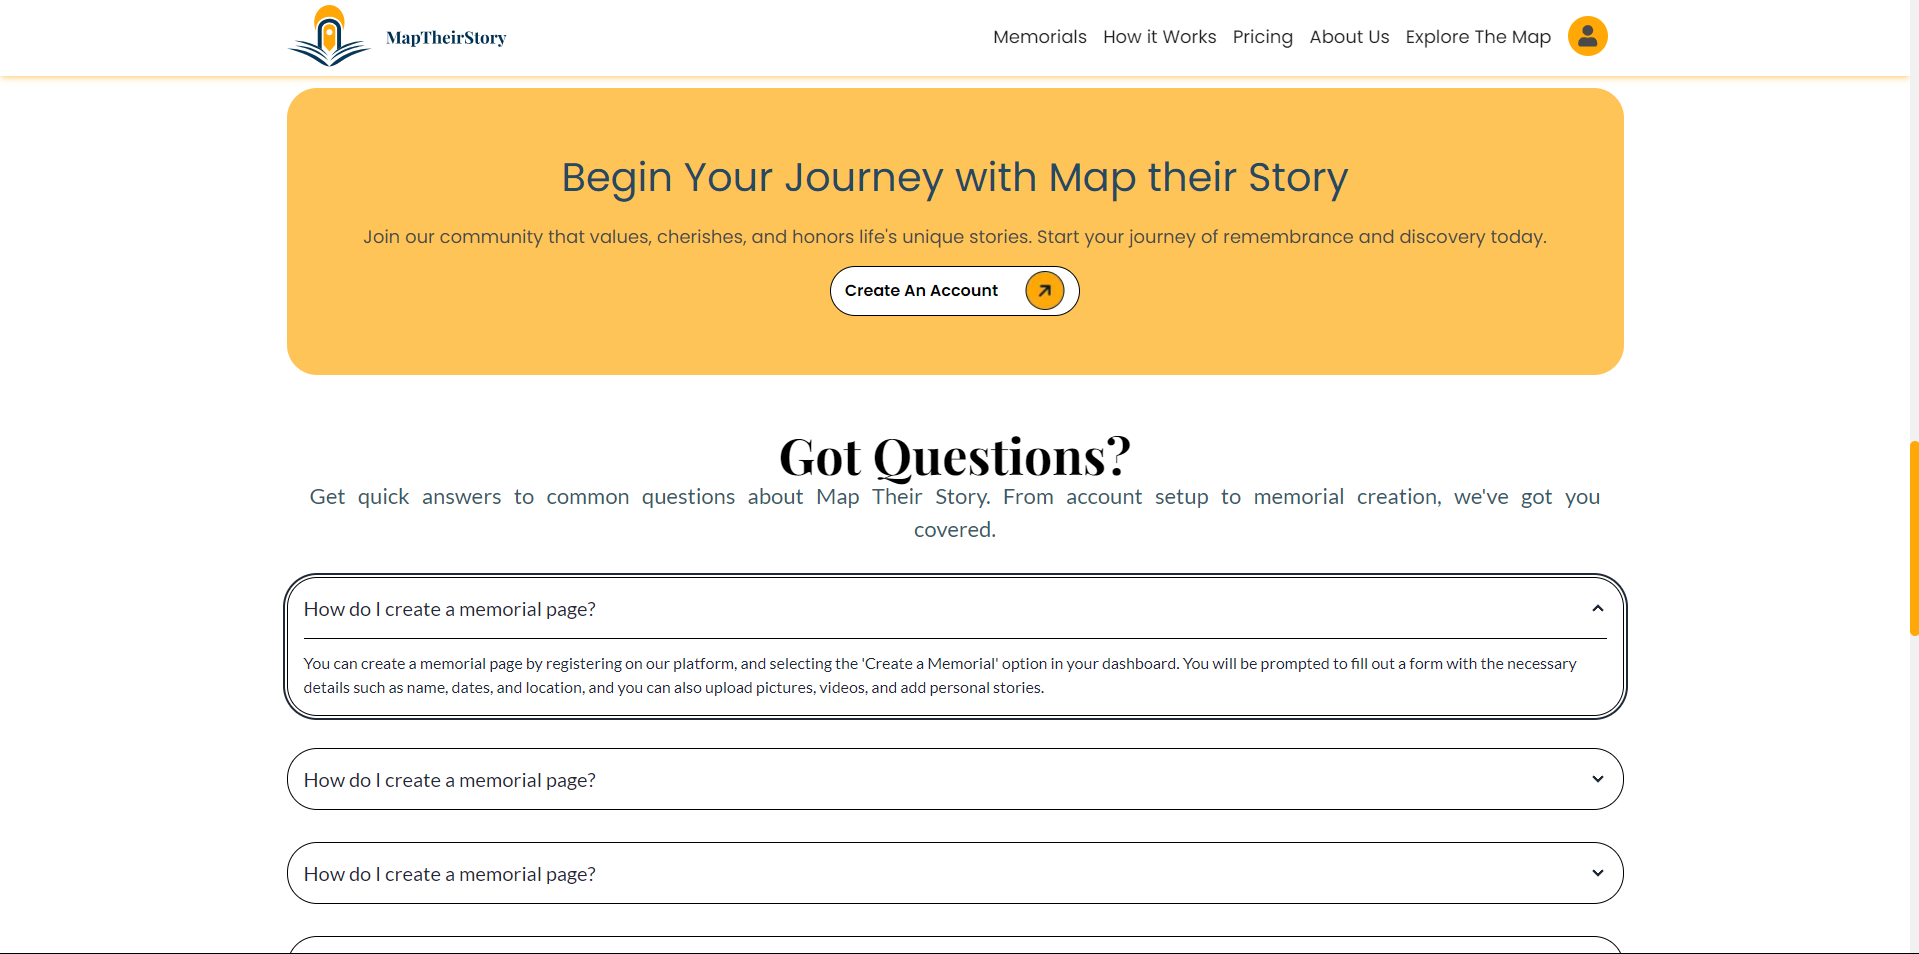 MapTheirStory
Memorials How it Works Pricing About Us Explore The Map
Begin Your Journey with Map their Story
Join our community that values, cherishes, and honors life's unique stories. Start your journey of remembrance and discovery today.
Create An Account
Got Questions?
Get quick answers to common questions about Map Their Story. From account setup to memorial creation, we've got you
covered.
How do I create a memorial page?
You can create a memorial page by registering on our platform, and selecting the 'Create a Memorial' option in your dashboard. You will be prompted to fill out a form with the necessary
details such as name, dates, and location, and you can also upload pictures, videos, and add personal stories.
How do I create a memorial page?
How do I create a memorial page?